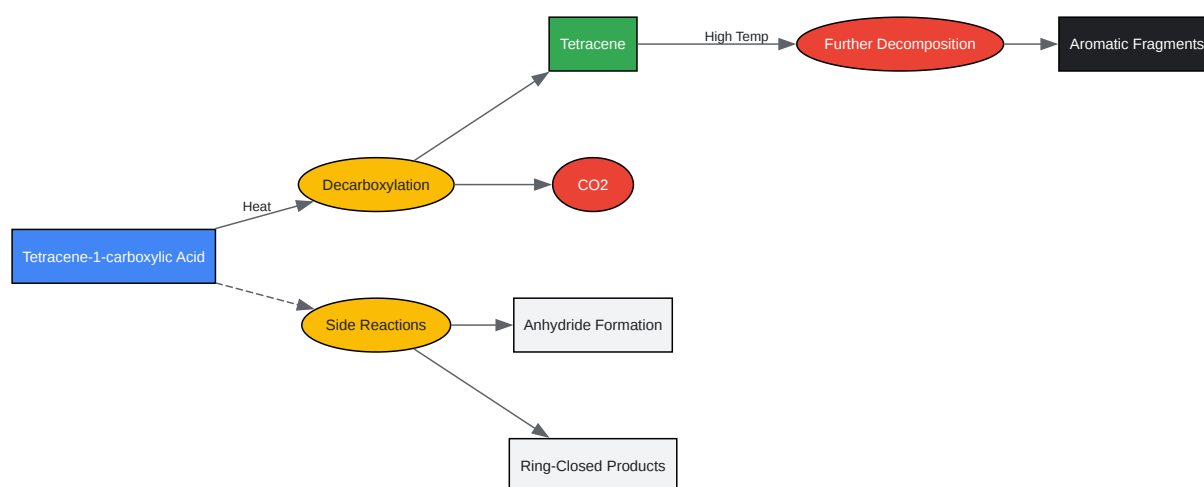 Tetracene
High Temp
Further Decomposition
Aromatic Fragments
Decarboxylation
CO2
Heat
Tetracene-1-carboxylic Acid
Side Reactions
Anhydride Formation
Ring-Closed Products